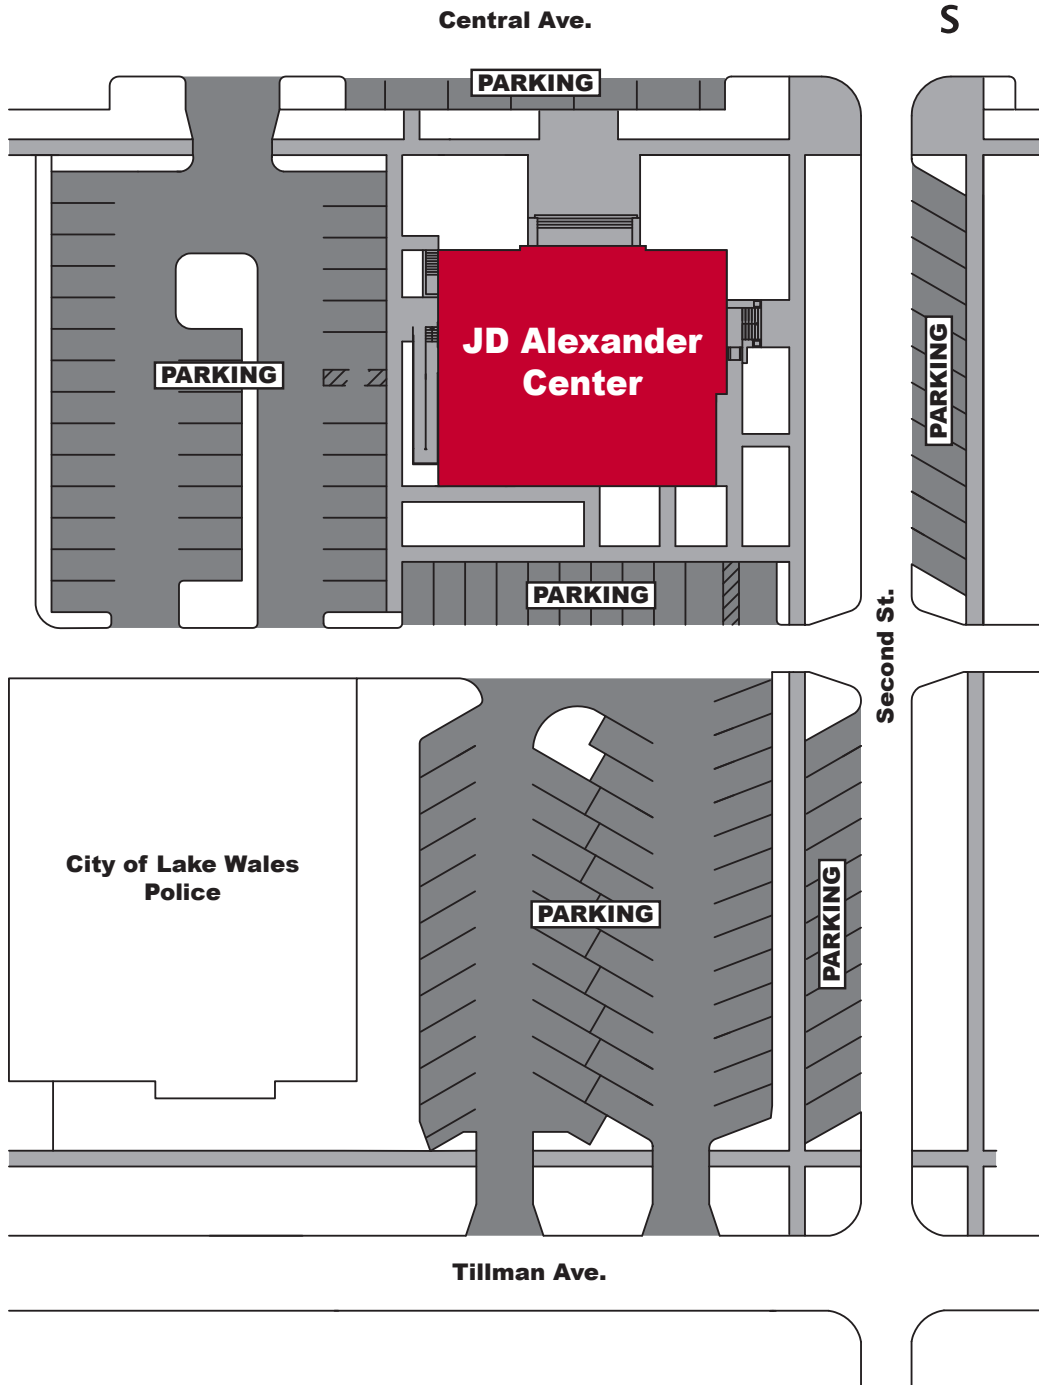 Central Ave.
S
PARKING
JD Alexander
Center
PARKING
PARKING
PARKING
Second St.
City of Lake Wales
Police
PARKING
PARKING
Tillman Ave.